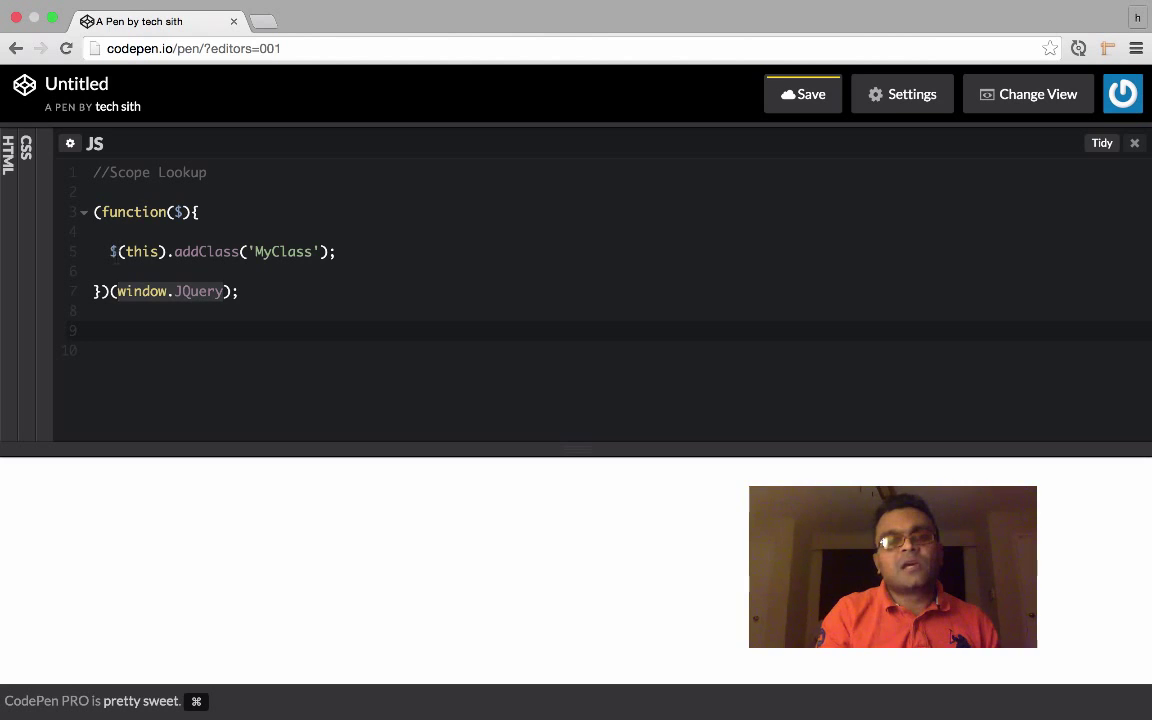 A Pen by tech sith
h
codepen.io/pen/?editors=001
Untitled
A PEN BY tech sith
Save
Settings
Change View
HTML
CSS
JS
Tidy
1 //Scope Lookup
2
3 (function($){
4
5 $(this).addClass('MyClass');
6
7 })(window.JQuery);
8
9
10
CodePen PRO is pretty sweet. ⌘